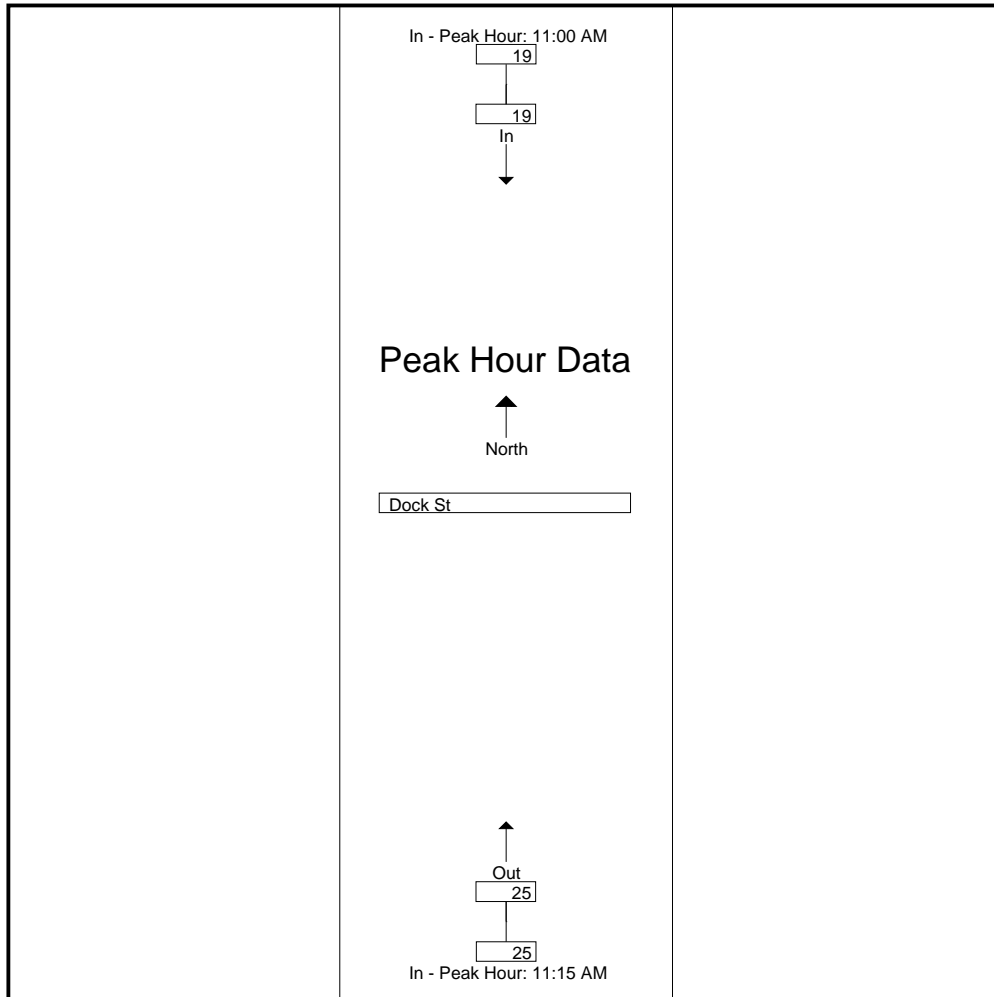 In - Peak Hour: 11:00 AM
19
19
In
Peak Hour Data
North
Dock St
Out
25
25
In - Peak Hour: 11:15 AM